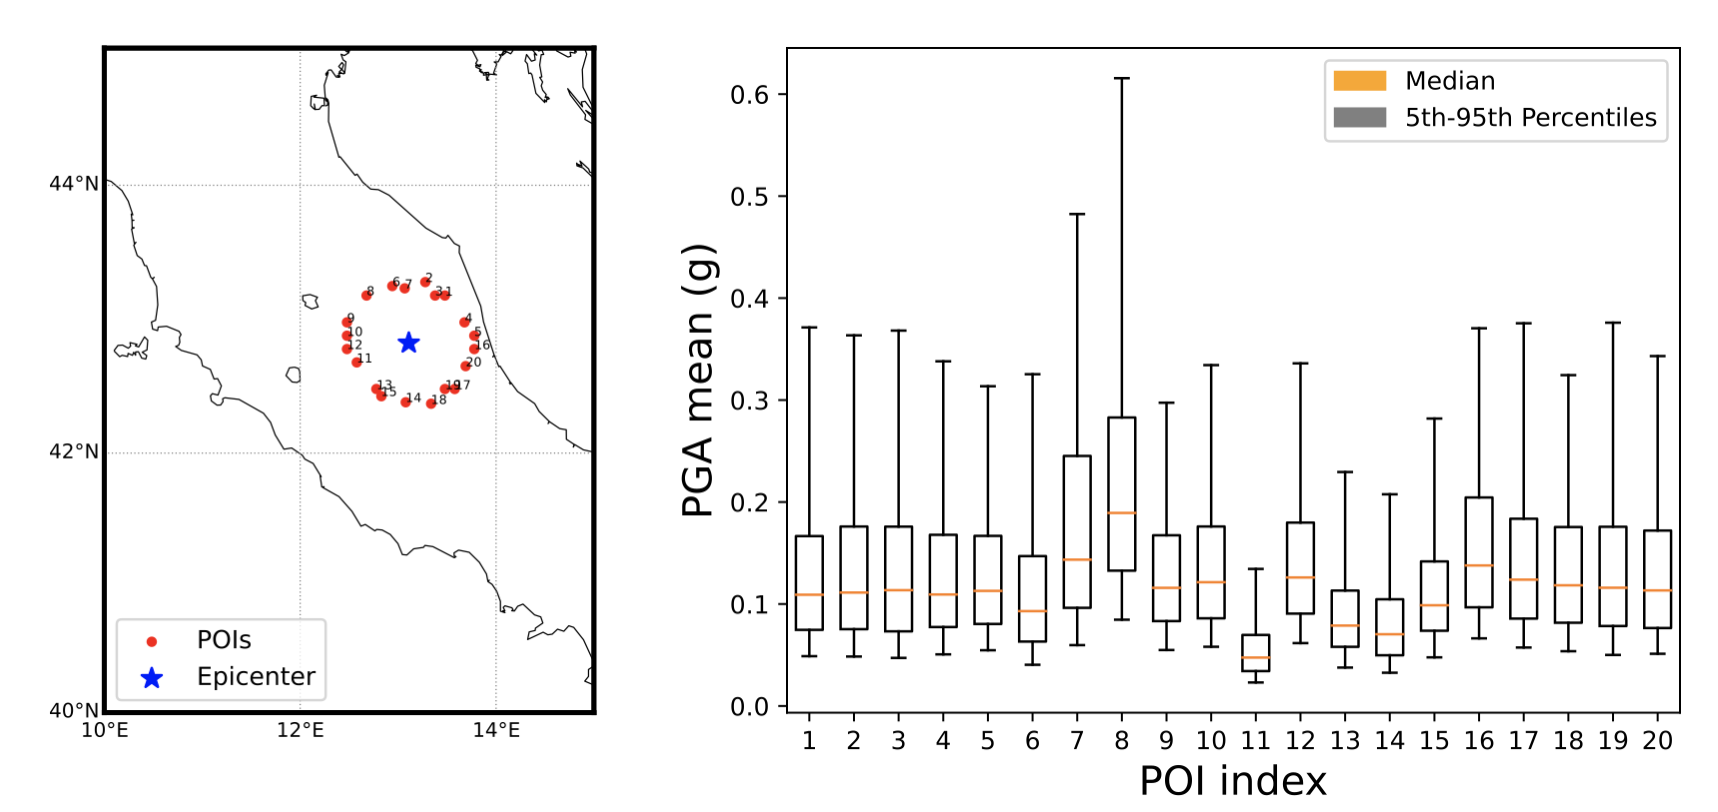 44°N
42°N
40°N
10°E
12°E
14°E
6
7
2
8
3
1
9
4
10
5
12
16
11
20
13
15
19
17
14
18
POIs
Epicenter
PGA mean (g)
0.6
0.5
0.4
0.3
0.2
0.1
0.0
Median
5th-95th Percentiles
1 2 3 4 5 6 7 8 9 10 11 12 13 14 15 16 17 18 19 20
POI index